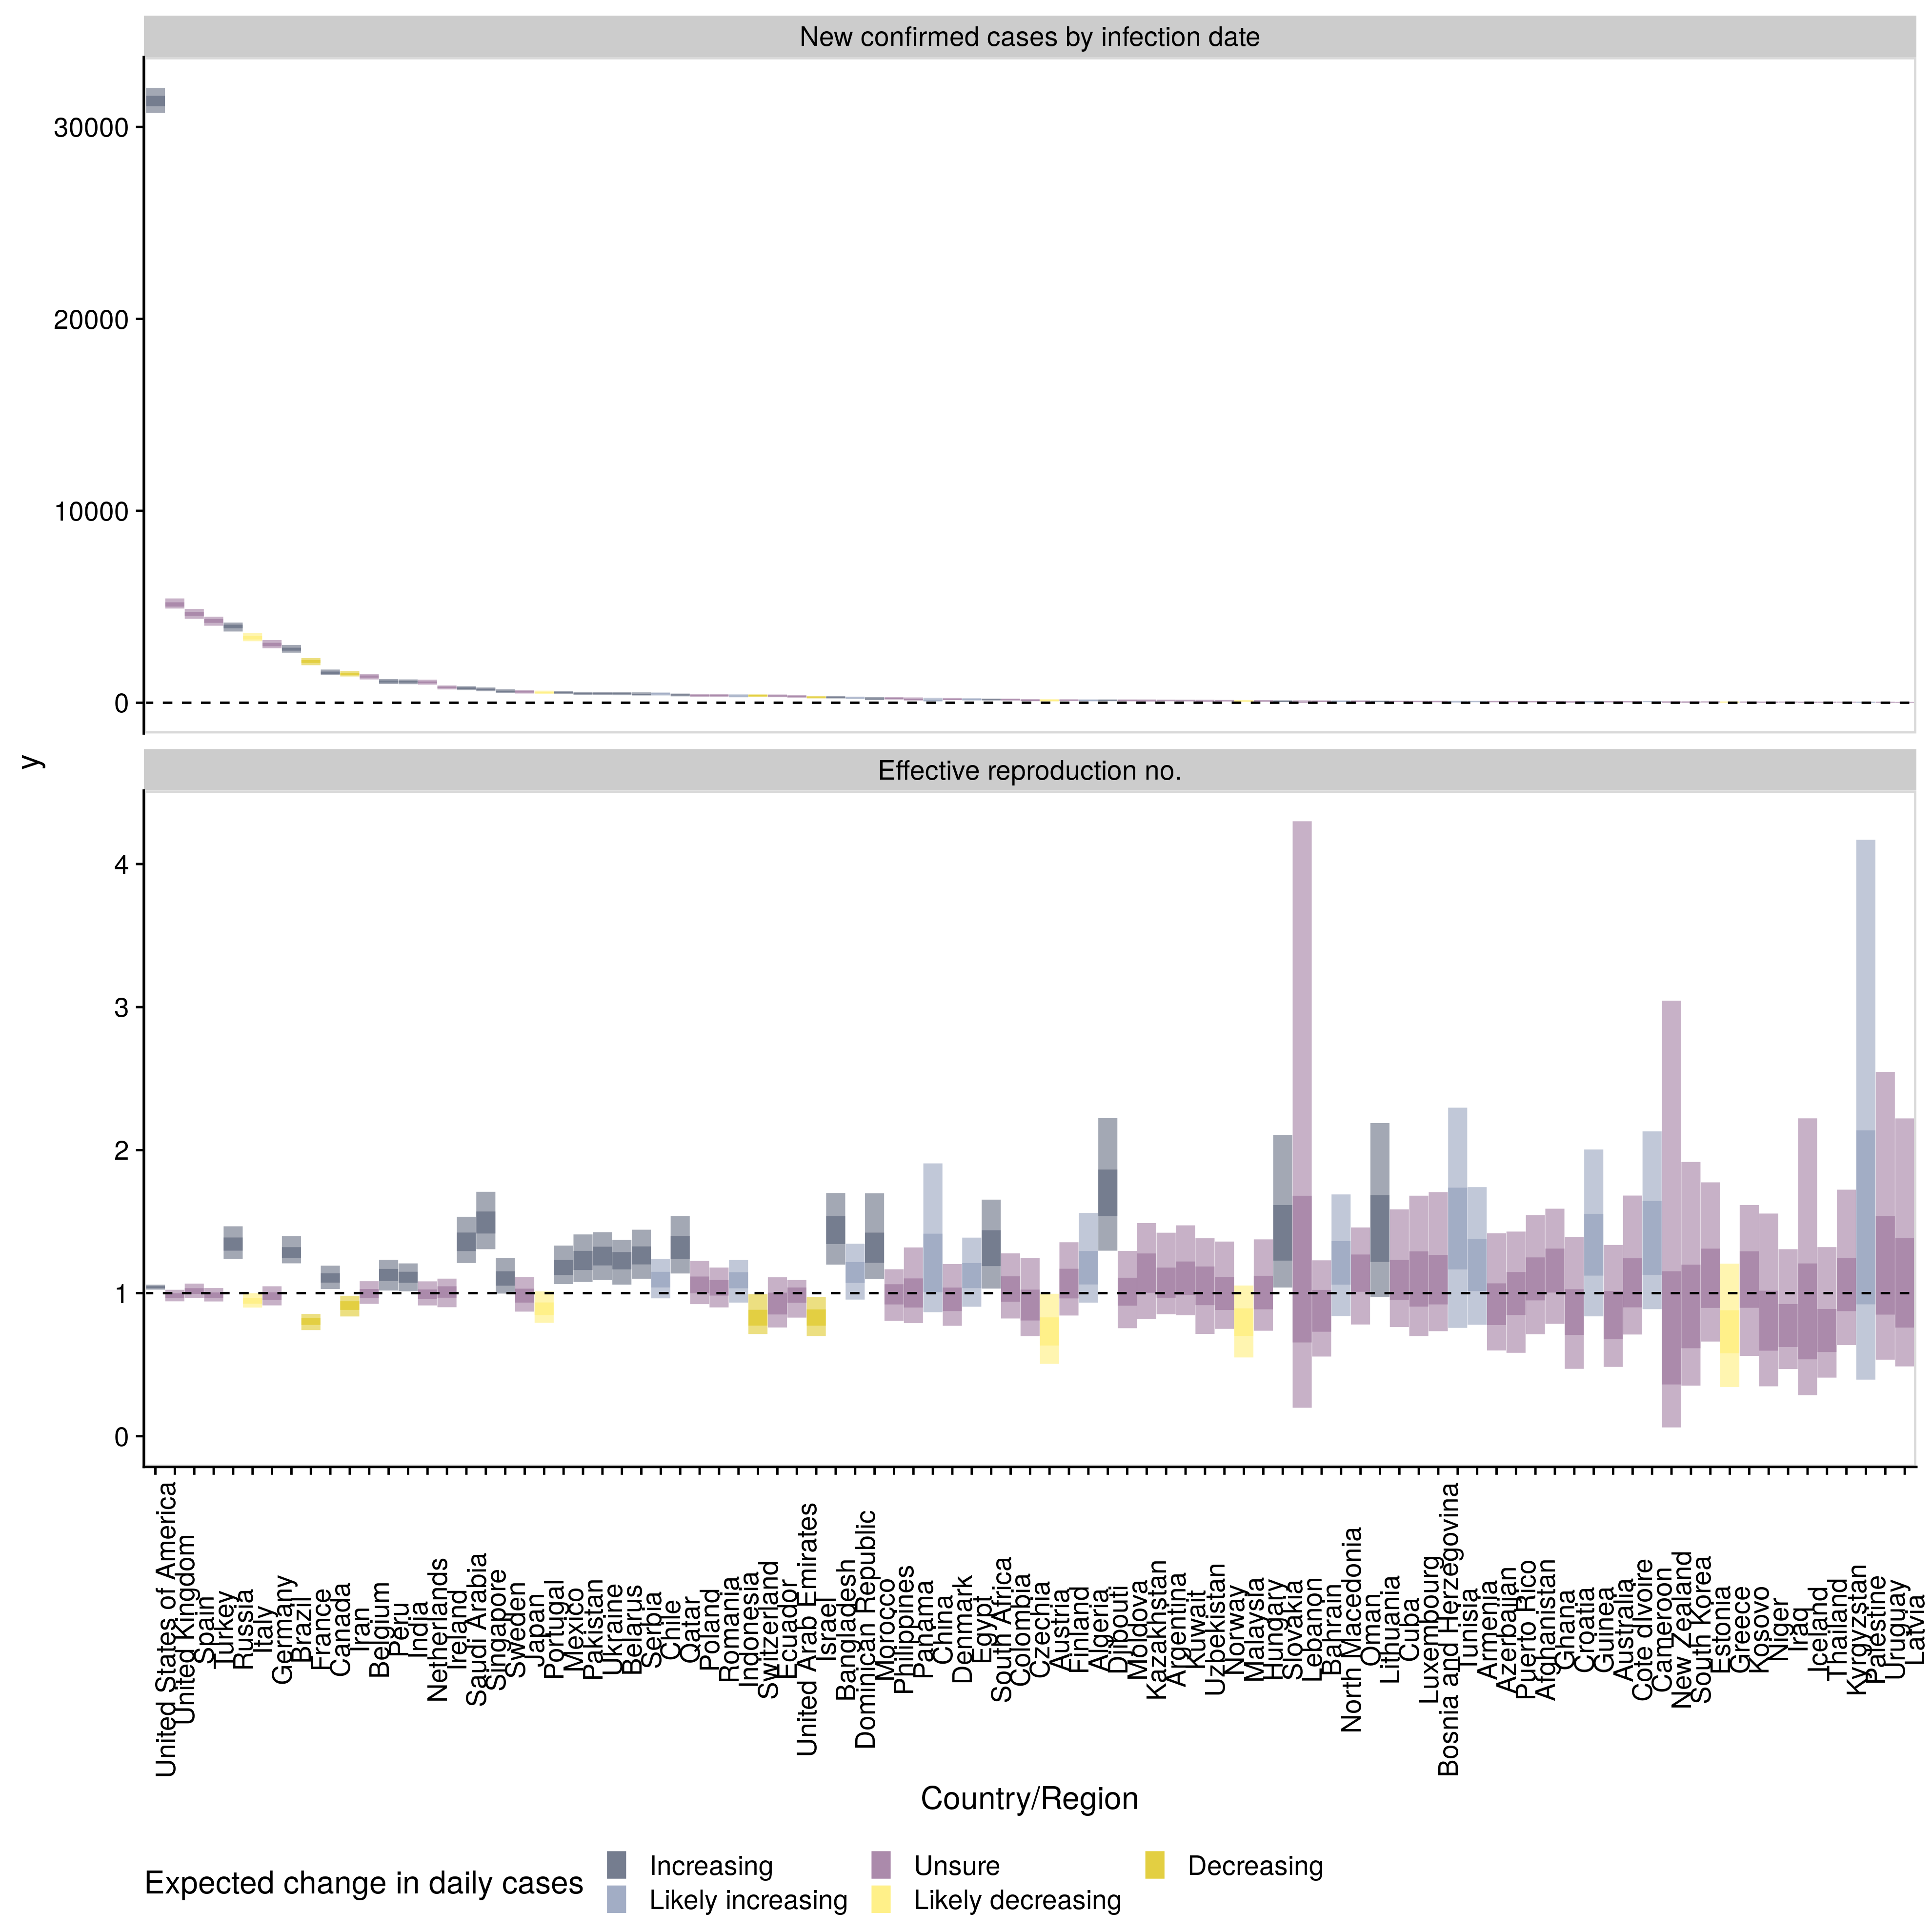 New confirmed cases by infection date
30000
20000
10000
0
y
Effective reproduction no.
4
3
2
1
0
United States of America
United Kingdom
Spain
Turkey
Russia
Italy
Germany
Brazil
France
Canada
Iran
Belgium
Peru
India
Netherlands
Ireland
Saudi Arabia
Singapore
Sweden
Japan
Portugal
Mexico
Pakistan
Ukraine
Belarus
Serbia
Chile
Qatar
Poland
Romania
Indonesia
Switzerland
Ecuador
United Arab Emirates
Israel
Bangladesh
Dominican Republic
Morocco
Philippines
Panama
China
Denmark
Egypt
South Africa
Colombia
Czechia
Austria
Finland
Algeria
Djibouti
Moldova
Kazakhstan
Argentina
Kuwait
Uzbekistan
Norway
Malaysia
Hungary
Slovakia
Lebanon
Bahrain
North Macedonia
Oman
Lithuania
Cuba
Luxembourg
Bosnia and Herzegovina
Tunisia
Armenia
Azerbaijan
Puerto Rico
Afghanistan
Ghana
Croatia
Guinea
Australia
Cote dIvoire
Cameroon
New Zealand
South Korea
Estonia
Greece
Kosovo
Niger
Iraq
Iceland
Thailand
Kyrgyzstan
Palestine
Uruguay
Latvia
Country/Region
Expected change in daily cases
Increasing
Unsure
Decreasing
Likely increasing
Likely decreasing